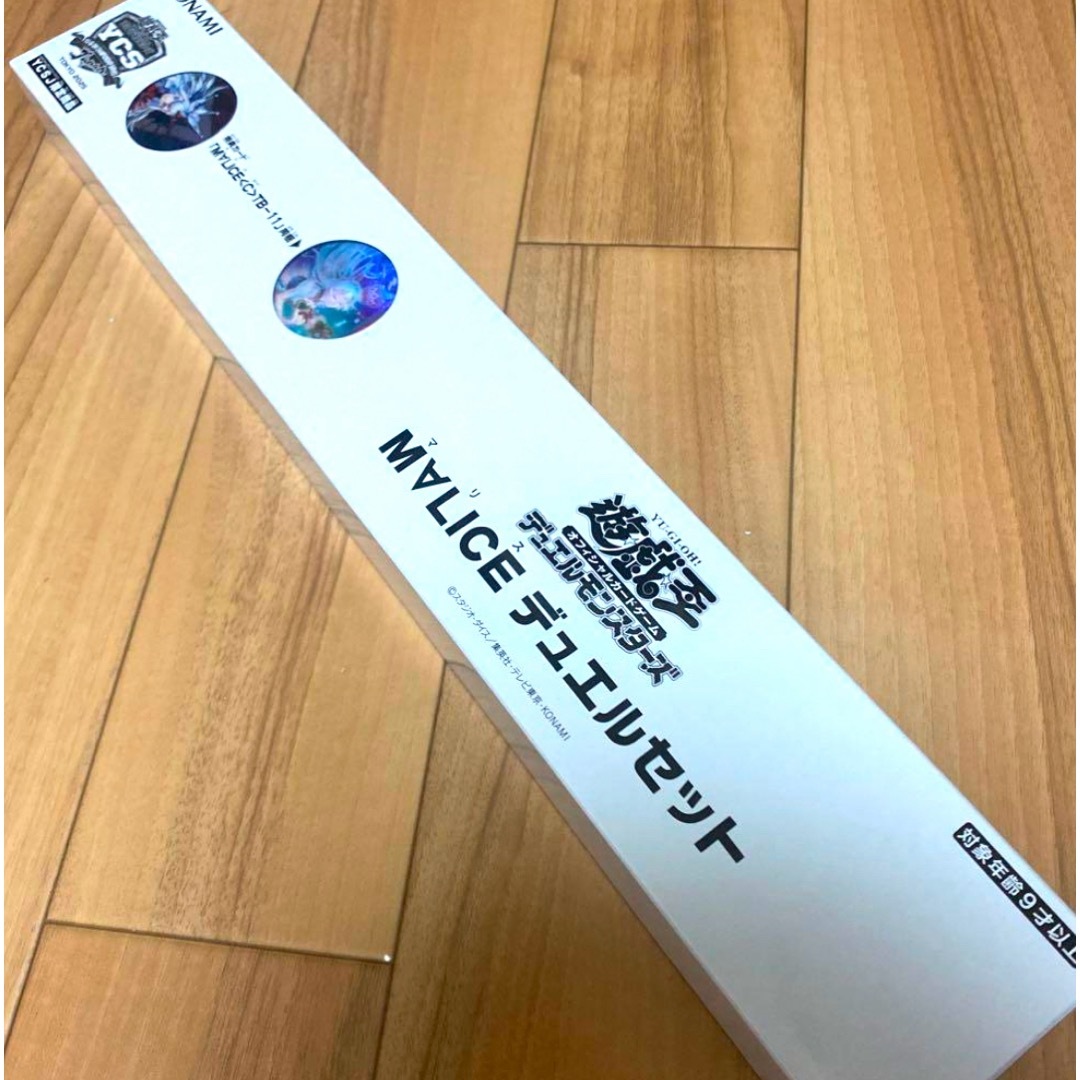 KONAMI
YCS
TOKYO 2025
YCSJ限定商品
「M∀LICE<C>TB-11」
YU-GI-OH!
遊戯王
オフィシャルカードゲーム
デュエルモンスターズ
マリス
M∀LICE デュエルセット
©スタジオ・ダイス/集英社・テレビ東京・KONAMI
対象年齢9才以上